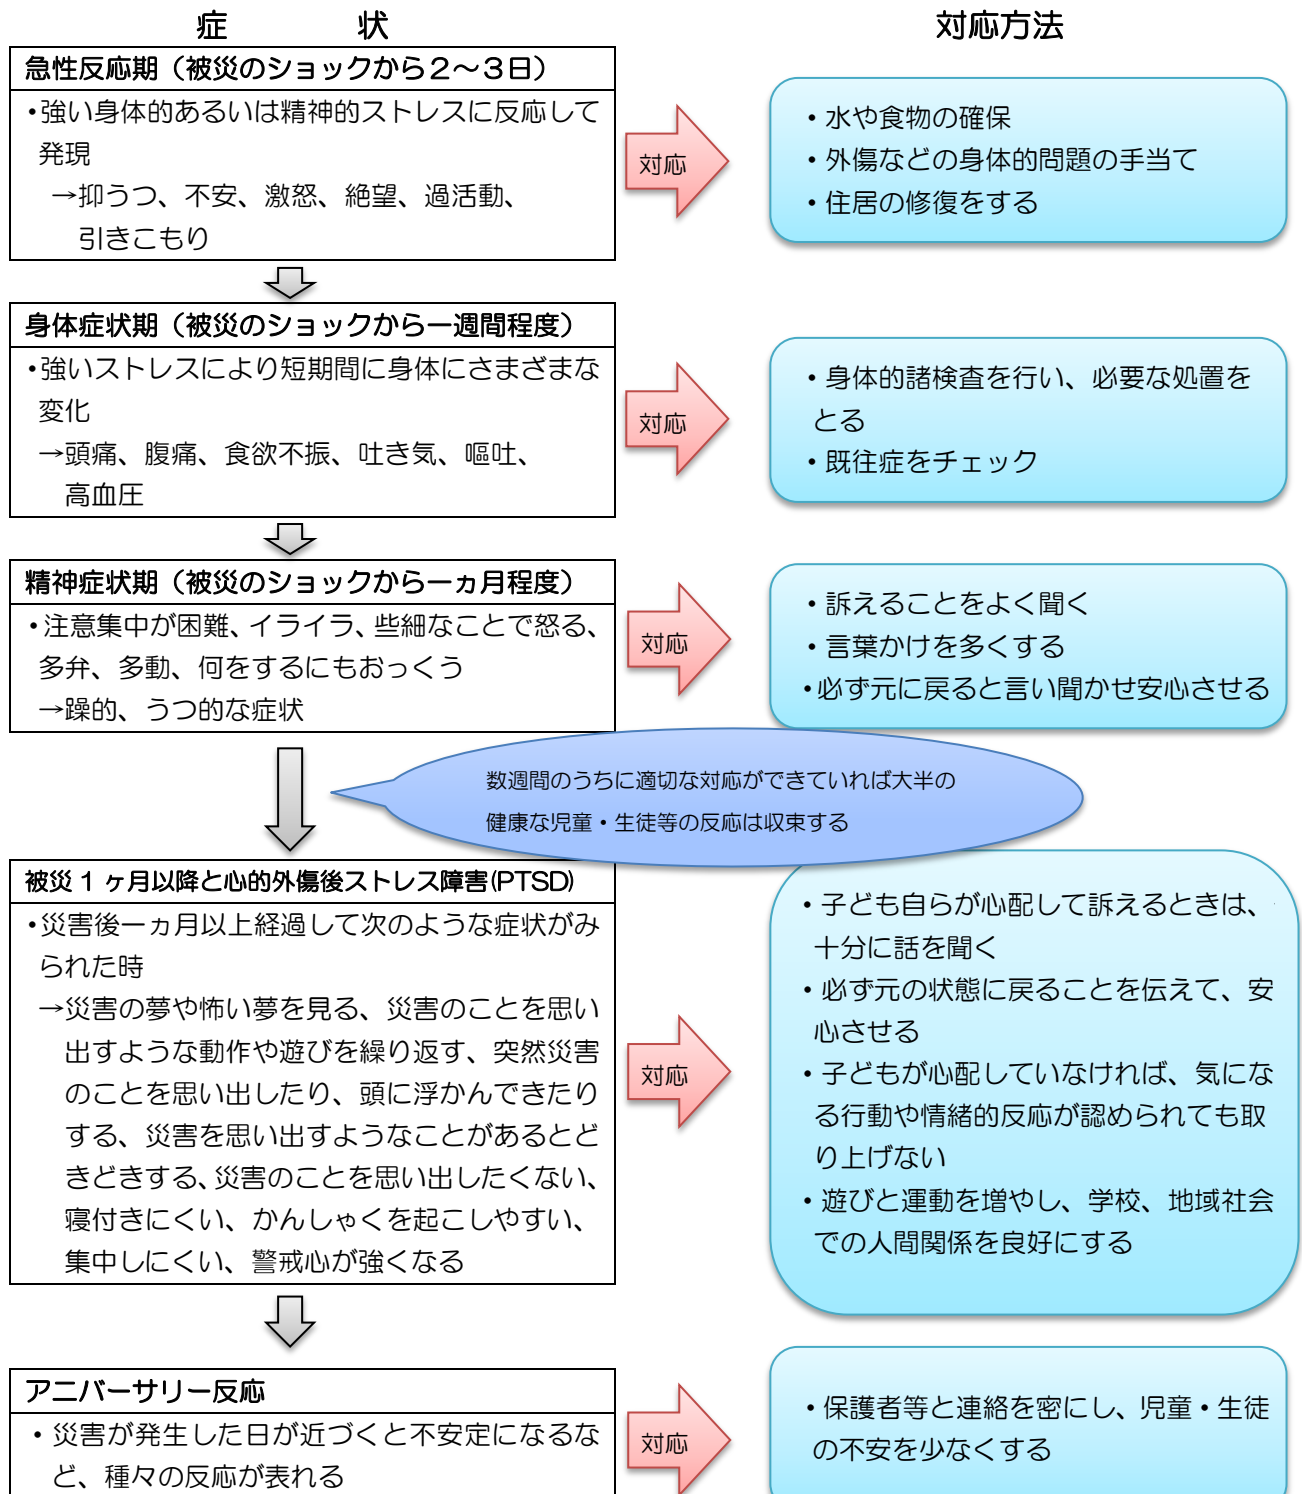 症　状
対応方法
急性反応期（被災のショックから２～３日）
・強い身体的あるいは精神的ストレスに反応して
発現
→抑うつ、不安、激怒、絶望、過活動、
引きこもり
対応
・水や食物の確保
・外傷などの身体的問題の手当て
・住居の修復をする
身体症状期（被災のショックから一週間程度）
・強いストレスにより短期間に身体にさまざまな
変化
→頭痛、腹痛、食欲不振、吐き気、嘔吐、
高血圧
対応
・身体的諸検査を行い、必要な処置を
とる
・既往症をチェック
精神症状期（被災のショックから一ヵ月程度）
・注意集中が困難、イライラ、些細なことで怒る、
多弁、多動、何をするにもおっくう
→躁的、うつ的な症状
対応
・訴えることをよく聞く
・言葉かけを多くする
・必ず元に戻ると言い聞かせ安心させる
数週間のうちに適切な対応ができていれば大半の
健康な児童・生徒等の反応は収束する
被災１ヶ月以降と心的外傷後ストレス障害(PTSD)
・災害後一ヵ月以上経過して次のような症状がみ
られた時
→災害の夢や怖い夢を見る、災害のことを思い
出すような動作や遊びを繰り返す、突然災害
のことを思い出したり、頭に浮かんできたり
する、災害を思い出すようなことがあるとど
きどきする、災害のことを思い出したくない、
寝付きにくい、かんしゃくを起こしやすい、
集中しにくい、警戒心が強くなる
対応
・子ども自らが心配して訴えるときは、
十分に話を聞く
・必ず元の状態に戻ることを伝えて、安
心させる
・子どもが心配していなければ、気にな
る行動や情緒的反応が認められても取
り上げない
・遊びと運動を増やし、学校、地域社会
での人間関係を良好にする
アニバーサリー反応
・災害が発生した日が近づくと不安定になるな
ど、種々の反応が表れる
対応
・保護者等と連絡を密にし、児童・生徒
の不安を少なくする